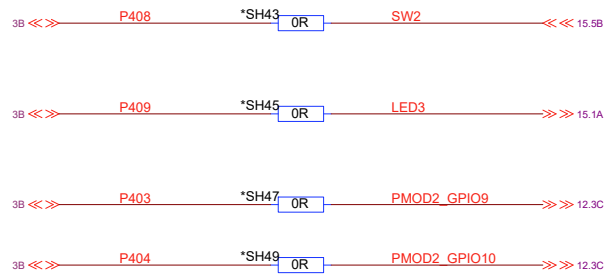 3B P408 *SH43 0R SW2 15.5B
3B P409 *SH45 0R LED3 15.1A
3B P403 *SH47 0R PMOD2_GPIO9 12.3C
3B P404 *SH49 0R PMOD2_GPIO10 12.3C